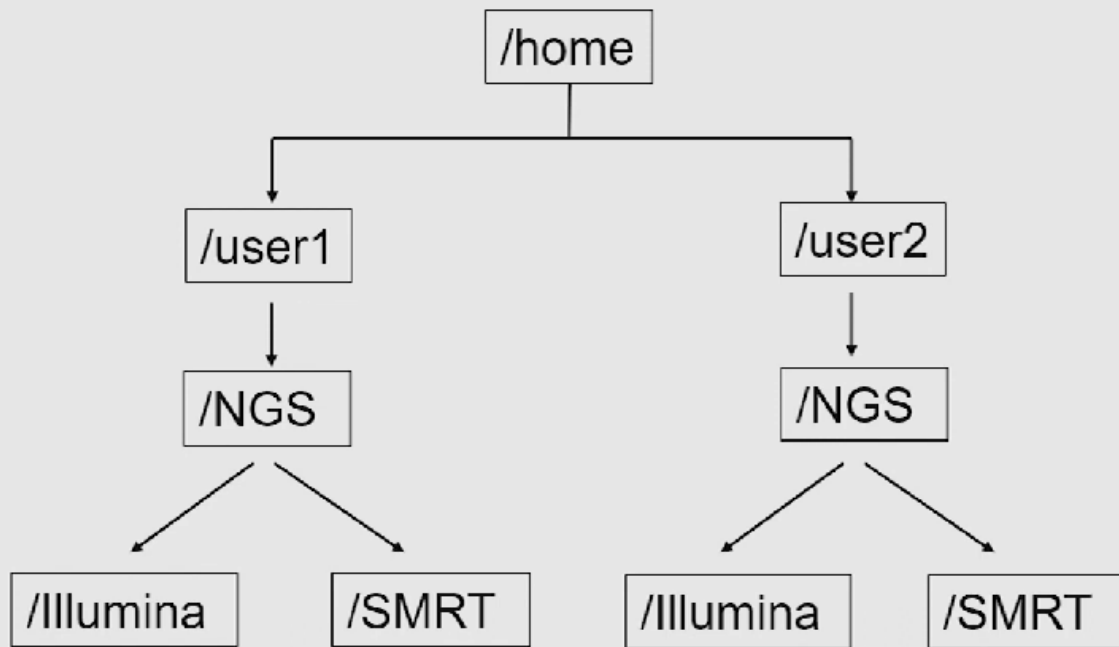 /home
/user1
/user2
/NGS
/NGS
/Illumina
/SMRT
/Illumina
/SMRT